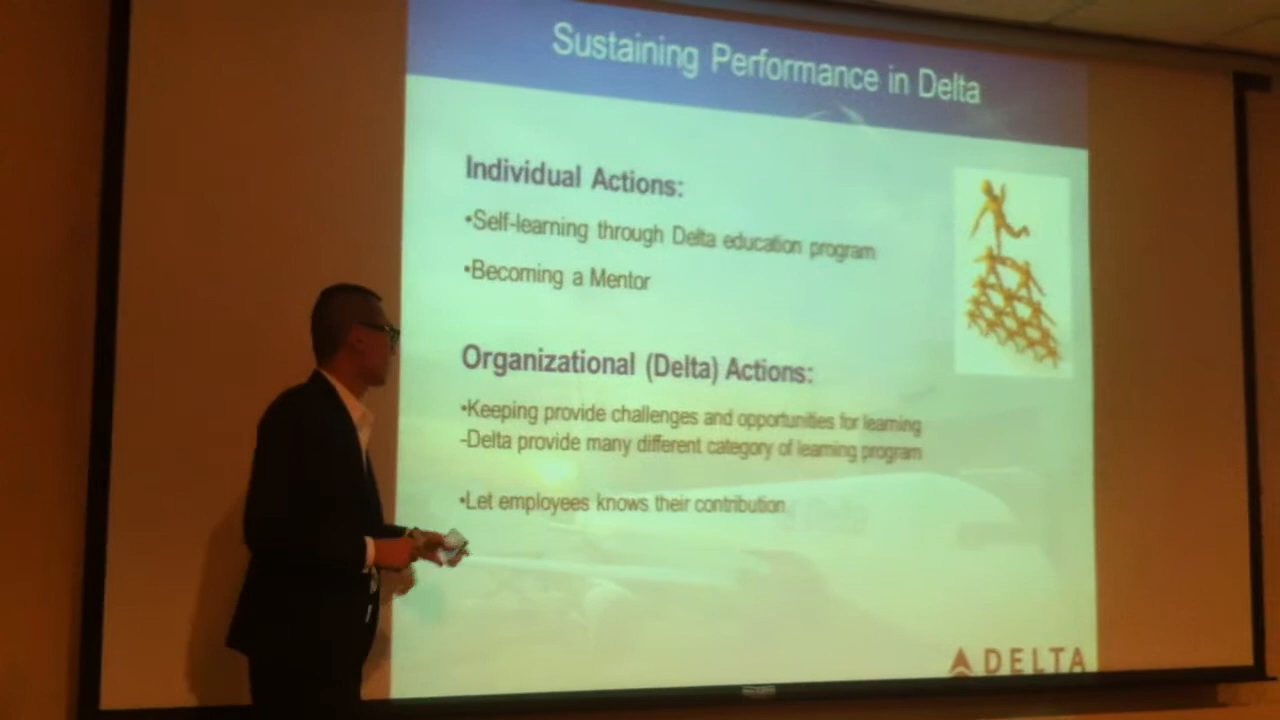 Sustaining Performance in Delta
Individual Actions:
•Self-learning through Delta education program
•Becoming a Mentor
Organizational (Delta) Actions:
•Keeping provide challenges and opportunities for learning
-Delta provide many different category of learning program
•Let employees knows their contribution
DELTA